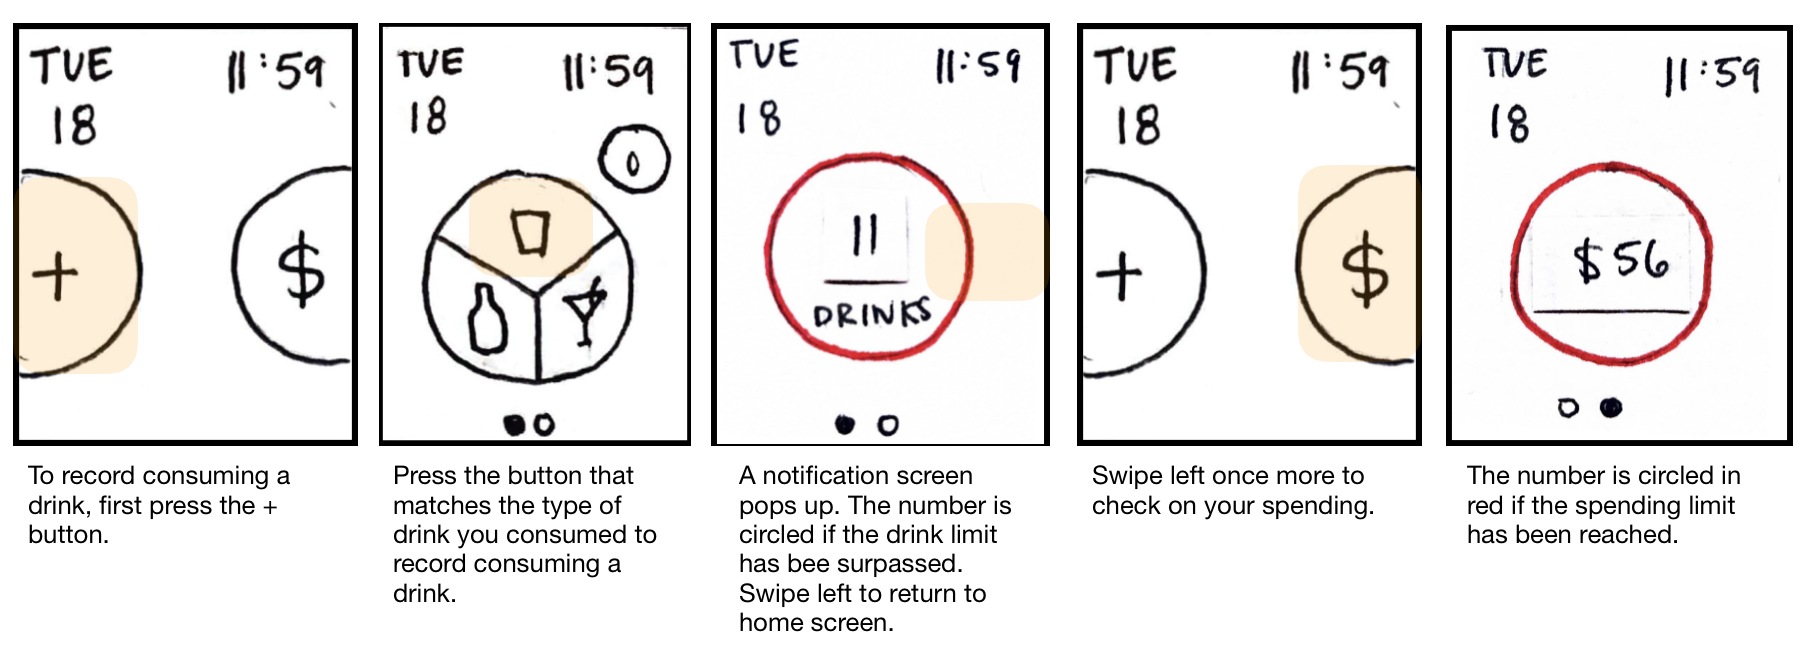 TUE 11:59
18
+ $
To record consuming a
drink, first press the +
button.
TUE 11:59
18
0
Press the button that
matches the type of
drink you consumed to
record consuming a
drink.
TUE 11:59
18
11
DRINKS
A notification screen
pops up. The number is
circled if the drink limit
has bee surpassed.
Swipe left to return to
home screen.
TUE 11:59
18
+ $
Swipe left once more to
check on your spending.
TUE 11:59
18
$56
The number is circled in
red if the spending limit
has been reached.